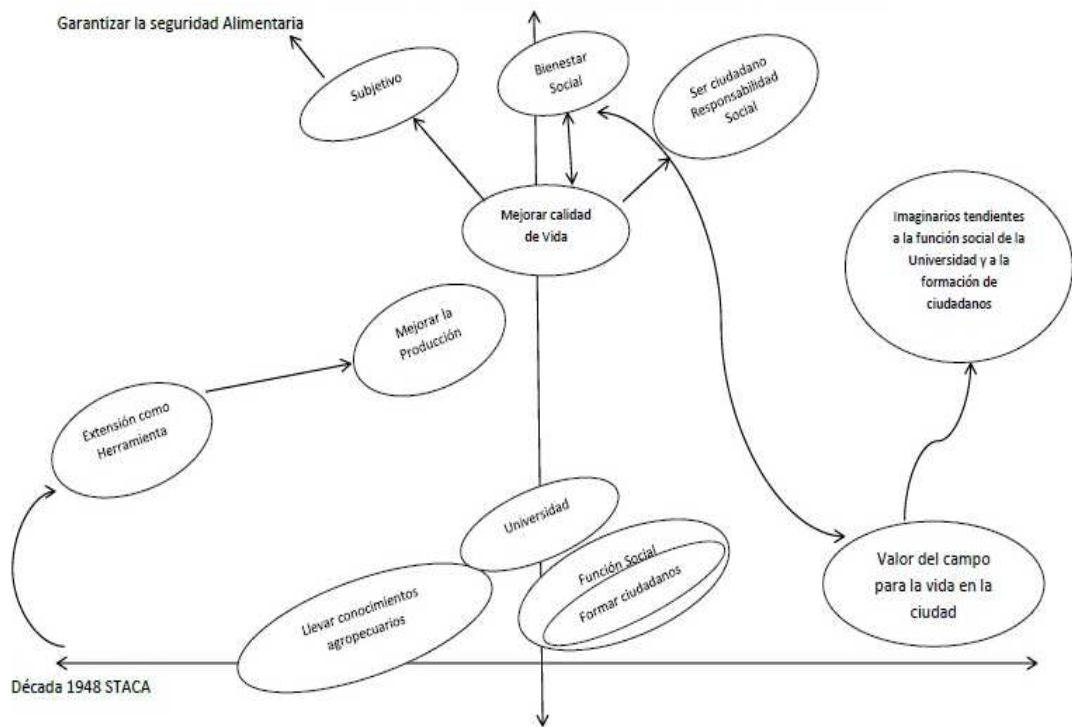 Garantizar la seguridad Alimentaria
Subjetivo
Bienestar
Social
Ser ciudadano
Responsabilidad
Social
Mejorar calidad
de Vida
Imaginarios tendientes
a la función social de la
Universidad y a la
formación de
ciudadanos
Mejorar la
Producción
Extensión como
Herramienta
Universidad
Función Social
Formar ciudadanos
Valor del campo
para la vida en la
ciudad
Llevar conocimientos
agropecuarios
Década 1948 STACA